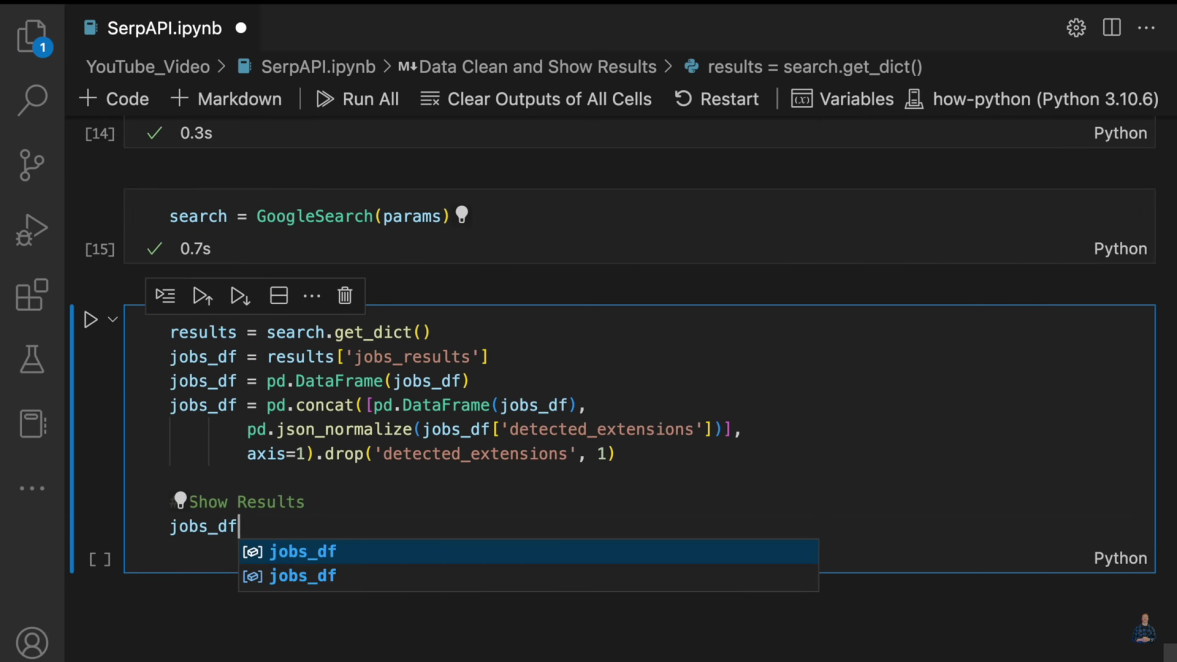 SerpAPI.ipynb
YouTube_Video > SerpAPI.ipynb > M↓Data Clean and Show Results > results = search.get_dict()
+ Code + Markdown Run All Clear Outputs of All Cells Restart Variables how-python (Python 3.10.6)
1
[14] ✓ 0.3s Python
search = GoogleSearch(params)
[15] ✓ 0.7s Python
results = search.get_dict()
jobs_df = results['jobs_results']
jobs_df = pd.DataFrame(jobs_df)
jobs_df = pd.concat([pd.DataFrame(jobs_df),
pd.json_normalize(jobs_df['detected_extensions'])],
axis=1).drop('detected_extensions', 1)
Show Results
jobs_df
jobs_df
[ ] Python
jobs_df